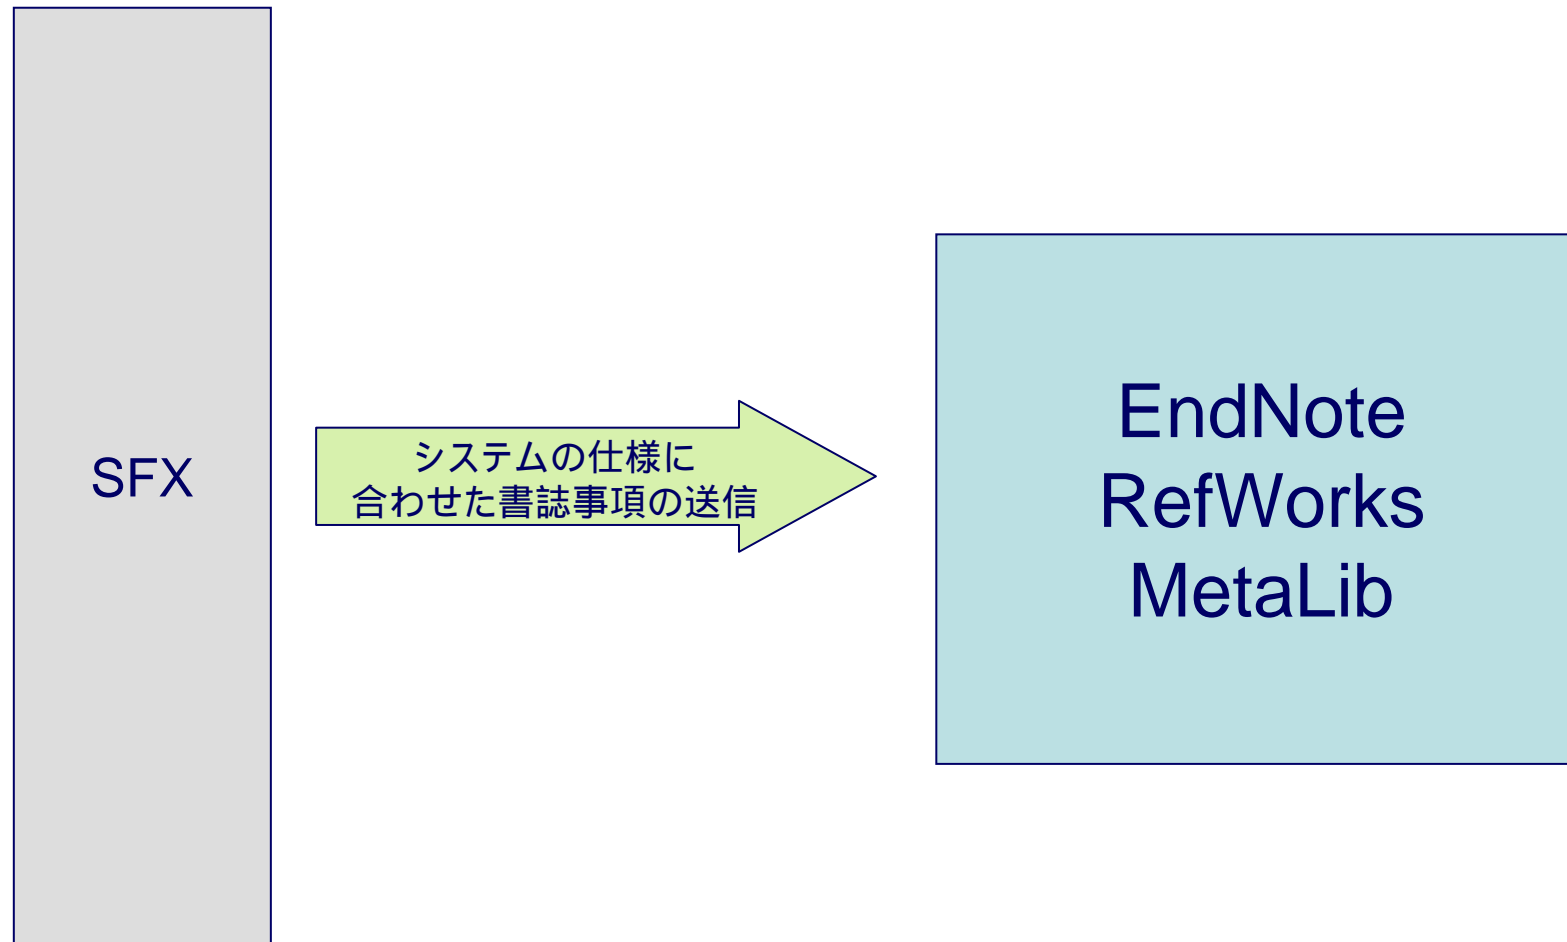 SFX
システムの仕様に
合わせた書誌事項の送信
EndNote
RefWorks
MetaLib